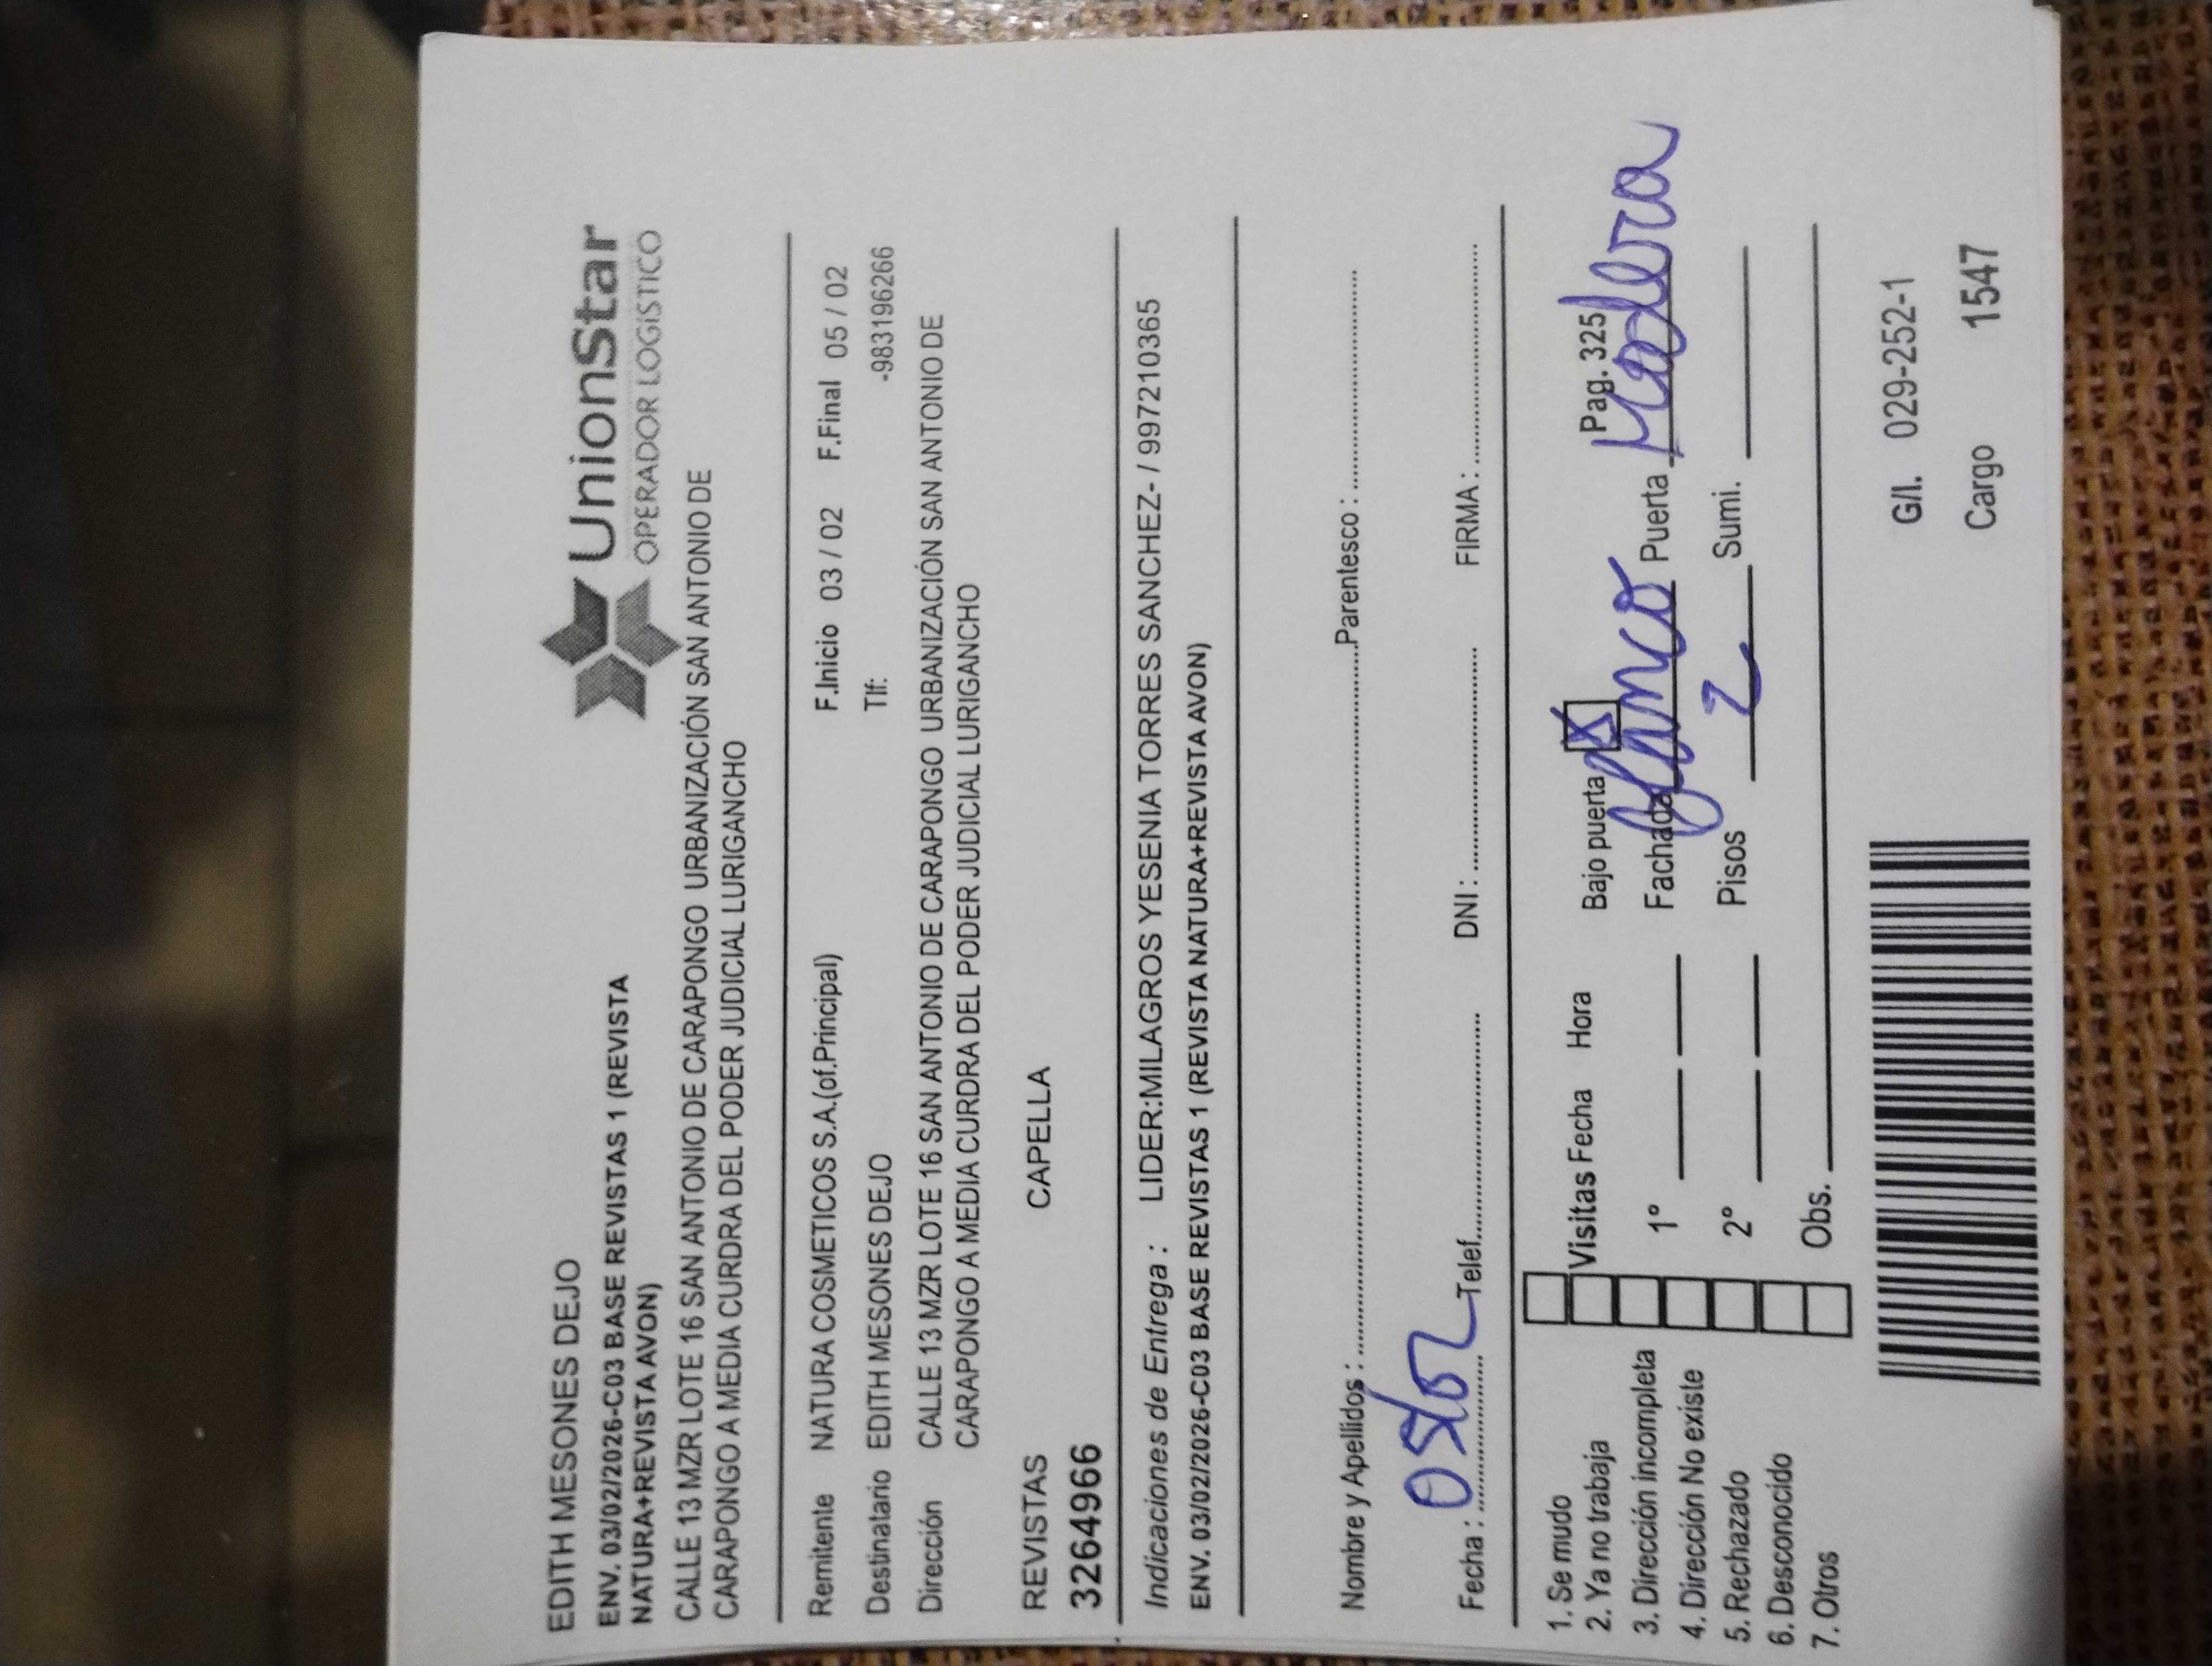 UnionStar
OPERADOR LOGÍSTICO
EDITH MESONES DEJO
ENV. 03/02/2026-C03 BASE REVISTAS 1 (REVISTA
NATURA+REVISTA AVON)
CALLE 13 MZR LOTE 16 SAN ANTONIO DE CARAPONGO URBANIZACIÓN SAN ANTONIO DE
CARAPONGO A MEDIA CURDRA DEL PODER JUDICIAL LURIGANCHO
Remitente NATURA COSMETICOS S.A.(of.Principal) F.Inicio 03 / 02 F.Final 05 / 02
Destinatario EDITH MESONES DEJO Tlf: -983196266
Dirección CALLE 13 MZR LOTE 16 SAN ANTONIO DE CARAPONGO URBANIZACIÓN SAN ANTONIO DE
CARAPONGO A MEDIA CURDRA DEL PODER JUDICIAL LURIGANCHO
REVISTAS CAPELLA
3264966
Indicaciones de Entrega : LIDER:MILAGROS YESENIA TORRES SANCHEZ- / 997210365
ENV. 03/02/2026-C03 BASE REVISTAS 1 (REVISTA NATURA+REVISTA AVON)
Nombre y Apellidos : Parentesco :
Fecha : Telef. DNI : FIRMA :
1. Se mudo
2. Ya no trabaja Visitas Fecha Hora Bajo puerta X Pag. 325
3. Dirección incompleta 1° Fachada Blanco Puerta Madera
4. Dirección No existe
5. Rechazado 2° Pisos 2 Sumi.
6. Desconocido
7. Otros Obs.
G/I. 029-252-1
Cargo 1547